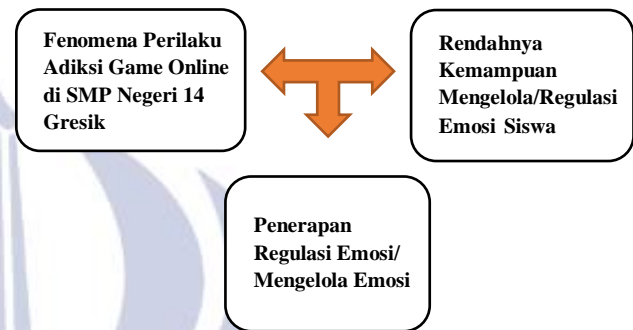 Fenomena Perilaku
Adiksi Game Online
di SMP Negeri 14
Gresik
Rendahnya
Kemampuan
Mengelola/Regulasi
Emosi Siswa
Penerapan
Regulasi Emosi/
Mengelola Emosi